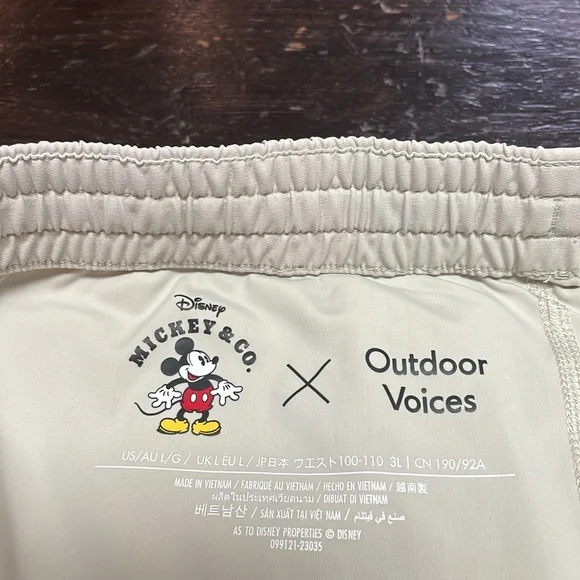 Disney
MICKEY & CO.
Outdoor
Voices
US/AU L/G / UK L EU L / JP日本 ウエスト100-110 3L | CN 190/92A
MADE IN VIETNAM / FABRIQUÉ AU VIETNAM / HECHO EN VIETNAM / 越南製
ผลิตในประเทศเวียดนาม / DIBUAT DI VIETNAM
베트남산 / SẢN XUẤT TẠI VIỆT NAM / صنع في فيتنام
AS TO DISNEY PROPERTIES © DISNEY
099121-23035